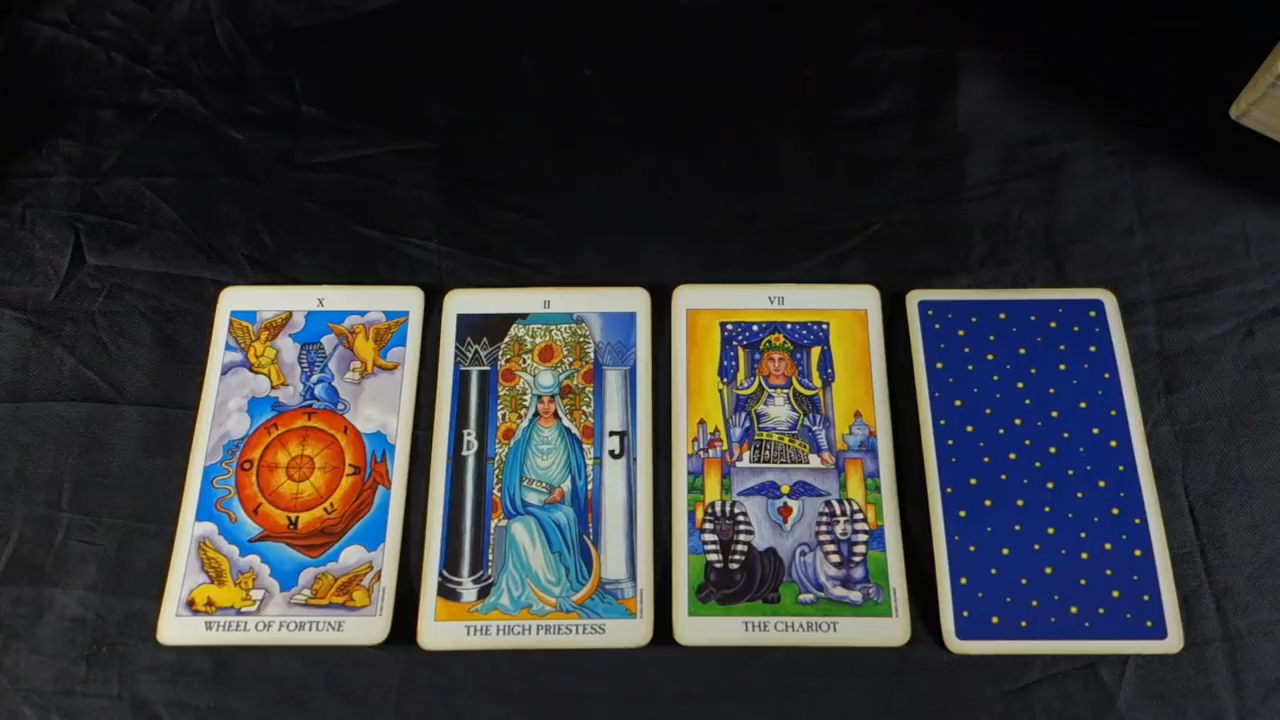 X
WHEEL OF FORTUNE
T
A
R
O
II
B
J
THE HIGH PRIESTESS
VII
THE CHARIOT